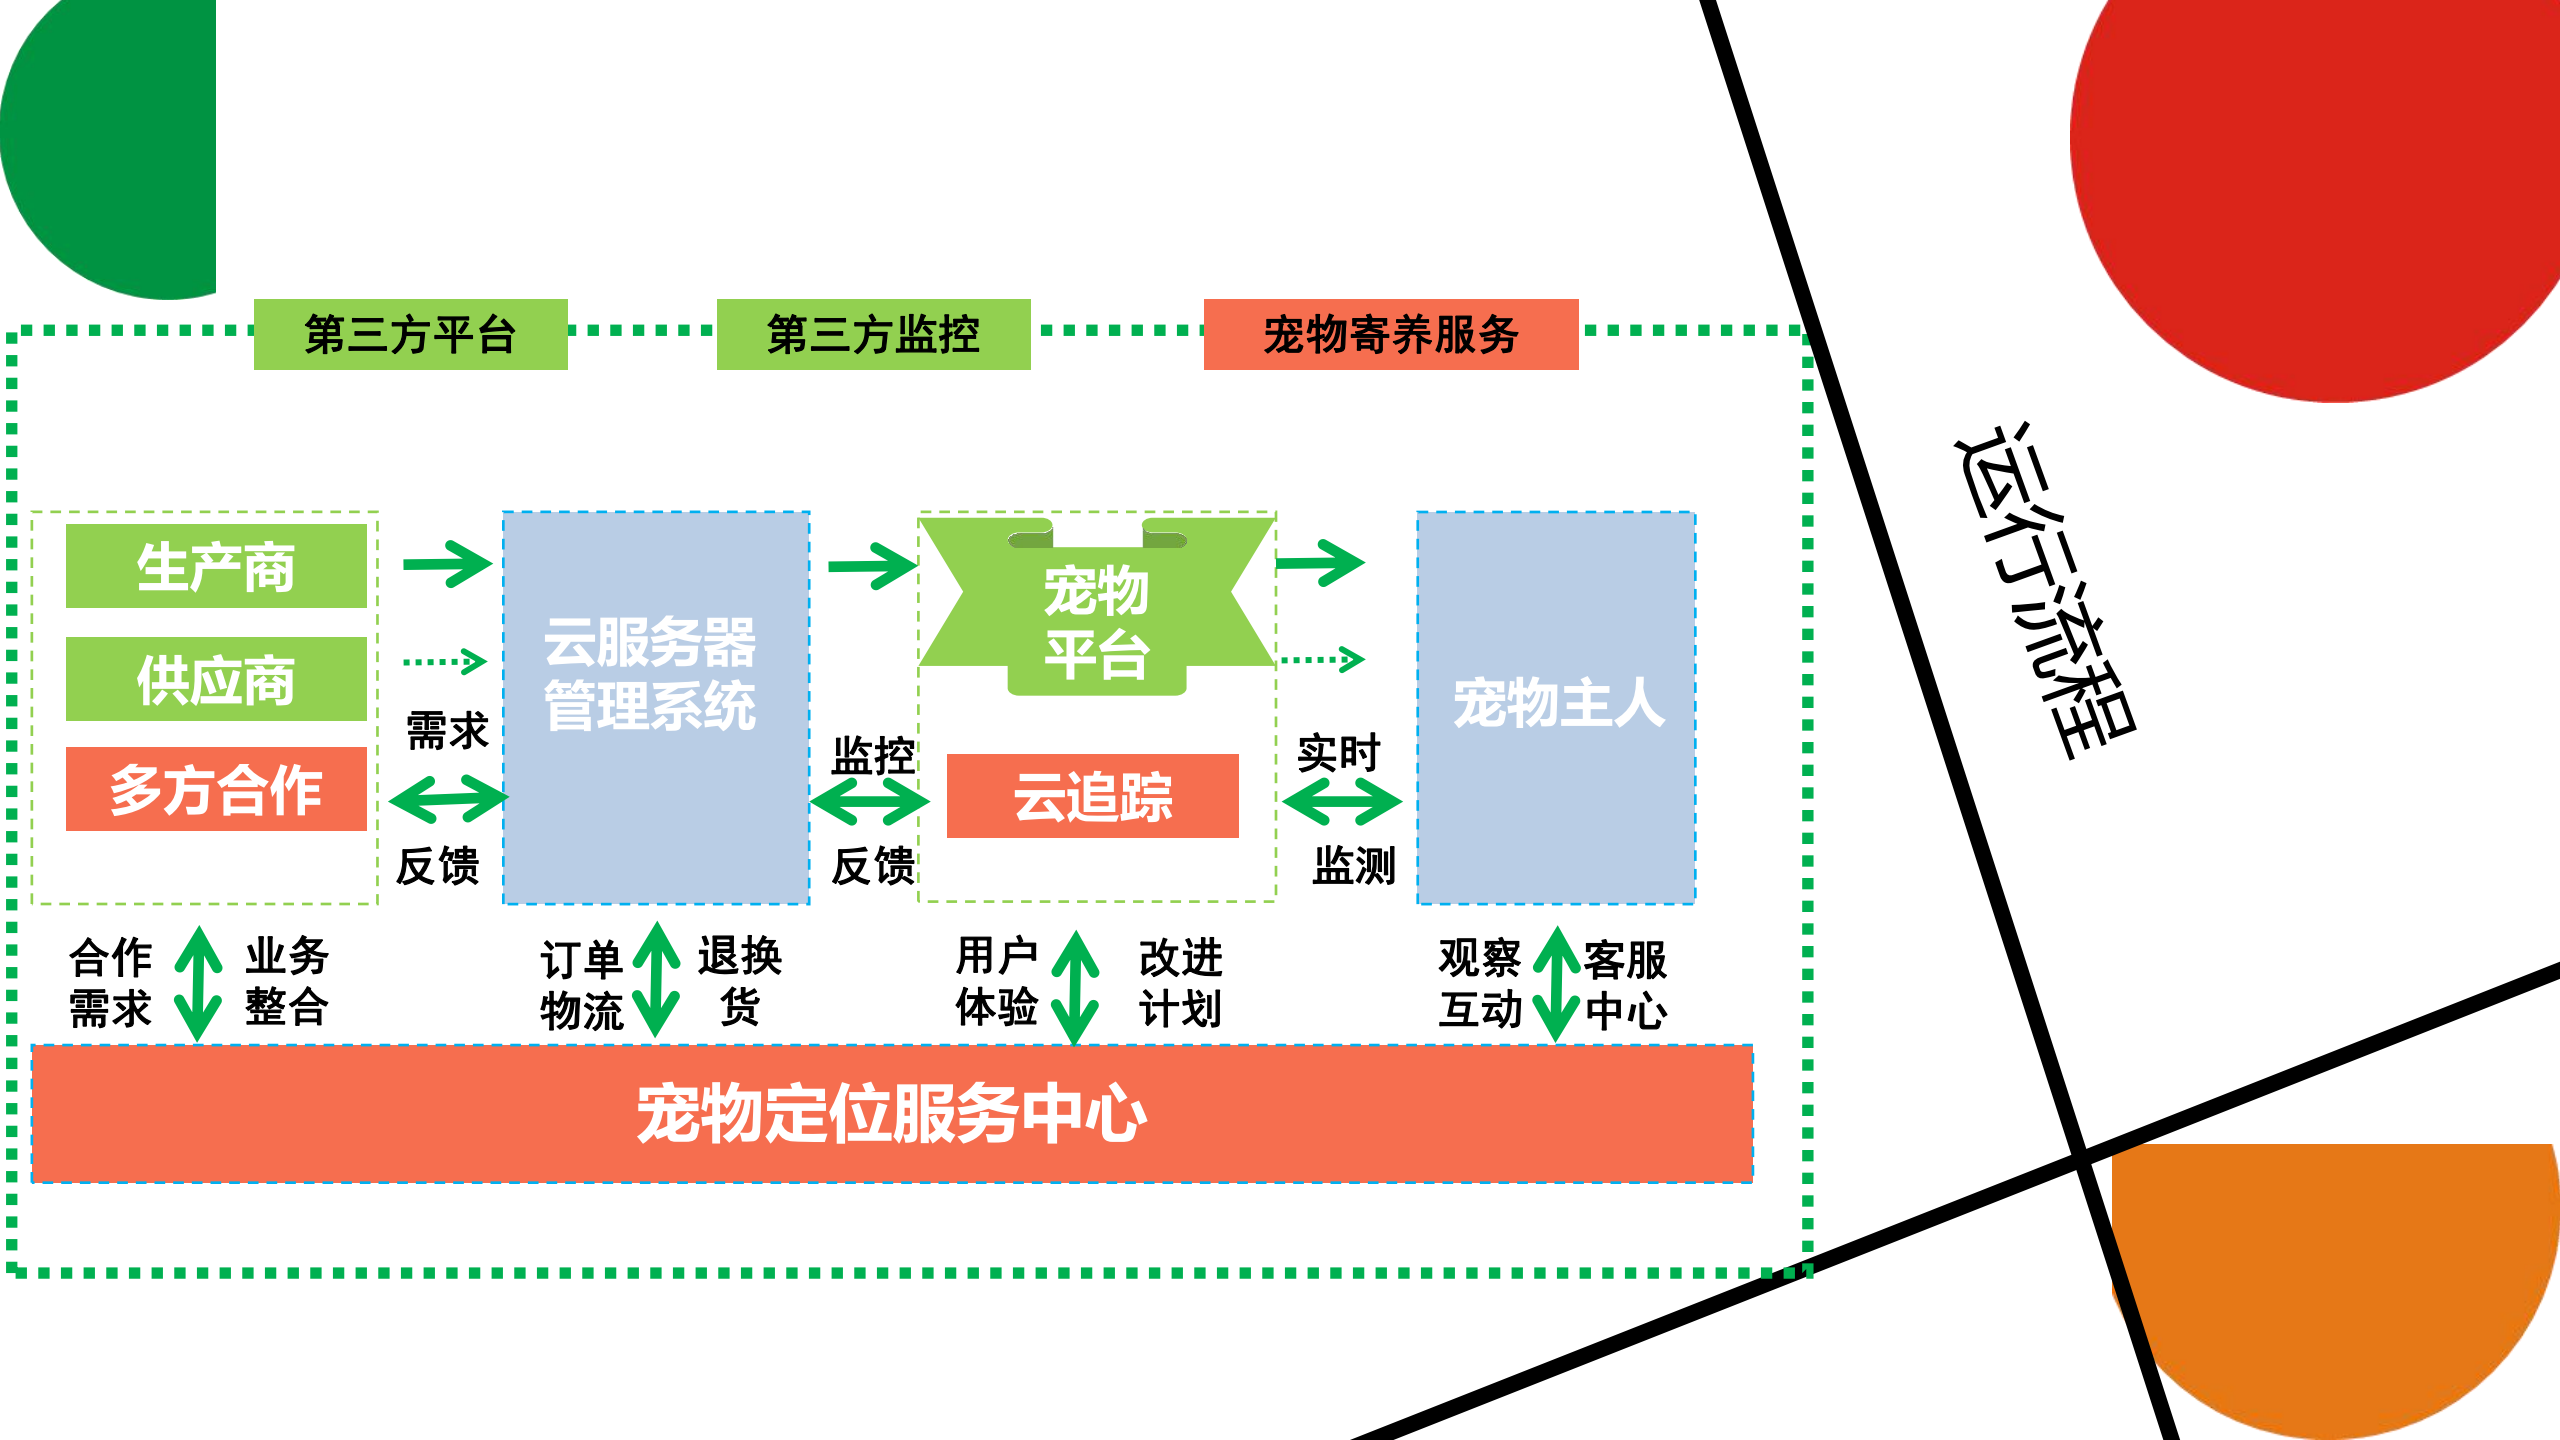 第三方平台
第三方监控
宠物寄养服务
运行流程
生产商
供应商
多方合作
需求
反馈
云服务器
管理系统
监控
反馈
宠物
平台
云追踪
实时
监测
宠物主人
合作
需求
业务
整合
订单
物流
退换
货
用户
体验
改进
计划
观察
互动
客服
中心
宠物定位服务中心